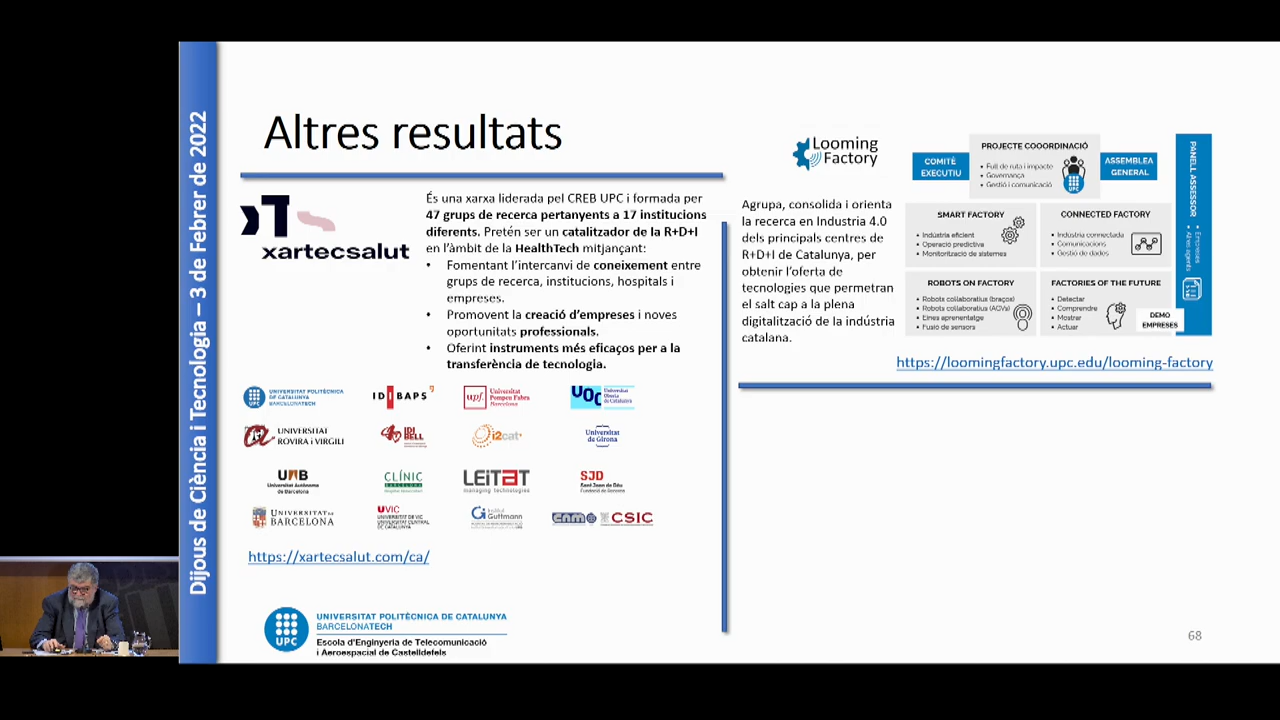 Dijous de Ciència i Tecnologia – 3 de Febrer de 2022
Altres resultats
xartecsalut
És una xarxa liderada pel CREB UPC i formada per
47 grups de recerca pertanyents a 17 institucions
diferents. Pretén ser un catalitzador de la R+D+I
en l'àmbit de la HealthTech mitjançant:
• Fomentant l'intercanvi de coneixement entre
grups de recerca, institucions, hospitals i
empreses.
• Promovent la creació d'empreses i noves
oportunitats professionals.
• Oferint instruments més eficaços per a la
transferència de tecnologia.
UPC
UNIVERSITAT POLITÈCNICA
DE CATALUNYA
BARCELONATECH
IDIBAPS
upf.
Universitat
Pompeu Fabra
Barcelona
UOC
Universitat
Oberta
de Catalunya
UNIVERSITAT
ROVIRA i VIRGILI
IDI
BELL
i2cat
Universitat
de Girona
UAB
Universitat Autònoma
de Barcelona
CLÍNIC
BARCELONA
LEITAT
managing technologies
SJD
Sant Joan de Déu
UNIVERSITAT DE
BARCELONA
UVIC
UNIVERSITAT DE VIC
UNIVERSITAT CENTRAL
DE CATALUNYA
Institut
Guttmann
cnm
CSIC
https://xartecsalut.com/ca/
UPC
UNIVERSITAT POLITÈCNICA DE CATALUNYA
BARCELONATECH
Escola d'Enginyeria de Telecomunicació
i Aeroespacial de Castelldefels
Looming
Factory
Agrupa, consolida i orienta
la recerca en Industria 4.0
dels principals centres de
R+D+I de Catalunya, per
obtenir l'oferta de
tecnologies que permetran
el salt cap a la plena
digitalització de la indústria
catalana.
COMITÈ
EXECUTIU
PROJECTE COOORDINACIÓ
• Full de ruta i impacte
• Governança
• Gestió i comunicació
UPC
ASSEMBLEA
GENERAL
SMART FACTORY
• Indústria eficient
• Operació predictiva
• Monitorització de sistemes
CONNECTED FACTORY
• Indústria connectada
• Comunicacions
• Gestió de dades
ROBOTS ON FACTORY
• Robots collaboratius (braços)
• Robots collaboratius (AGVs)
• Eines aprenentatge
• Fusió de sensors
FACTORIES OF THE FUTURE
• Detectar
• Comprendre
• Mostrar
• Actuar
DEMO
EMPRESES
PANELL ASSESSOR
• Empreses
• Altres agents
https://loomingfactory.upc.edu/looming-factory
68